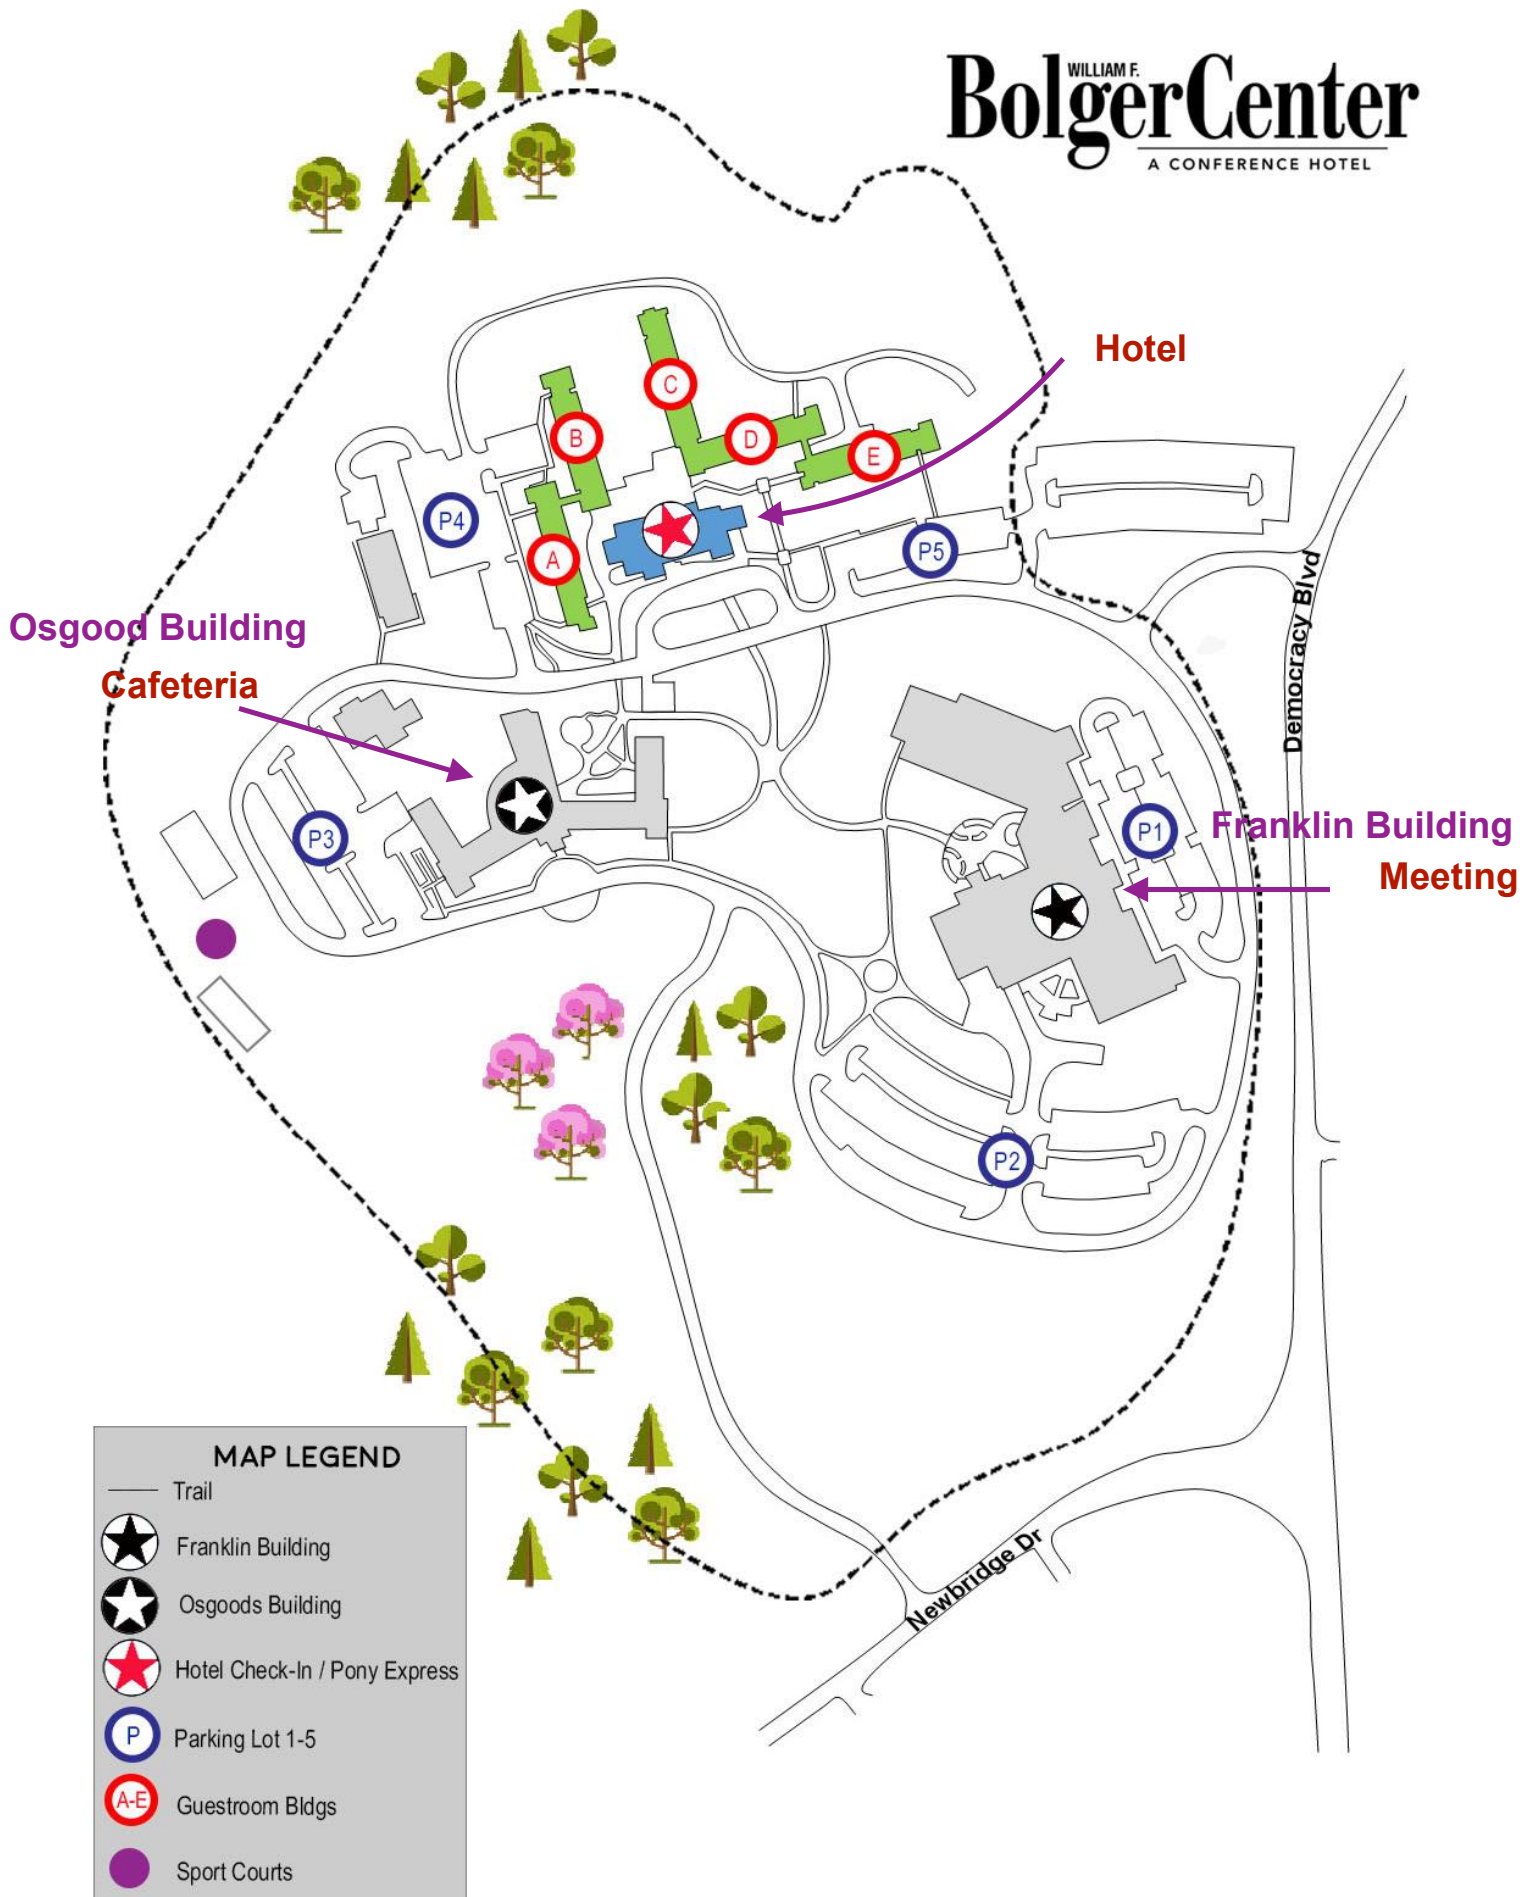 WILLIAM F.
BolgerCenter
A CONFERENCE HOTEL
Hotel
C
B
D
E
P4
A
P5
Democracy Blvd
Osgood Building
Cafeteria
P3
P1
Franklin Building
Meeting
P2
Newbridge Dr
MAP LEGEND
Trail
Franklin Building
Osgoods Building
Hotel Check-In / Pony Express
P
Parking Lot 1-5
A-E
Guestroom Bldgs
Sport Courts